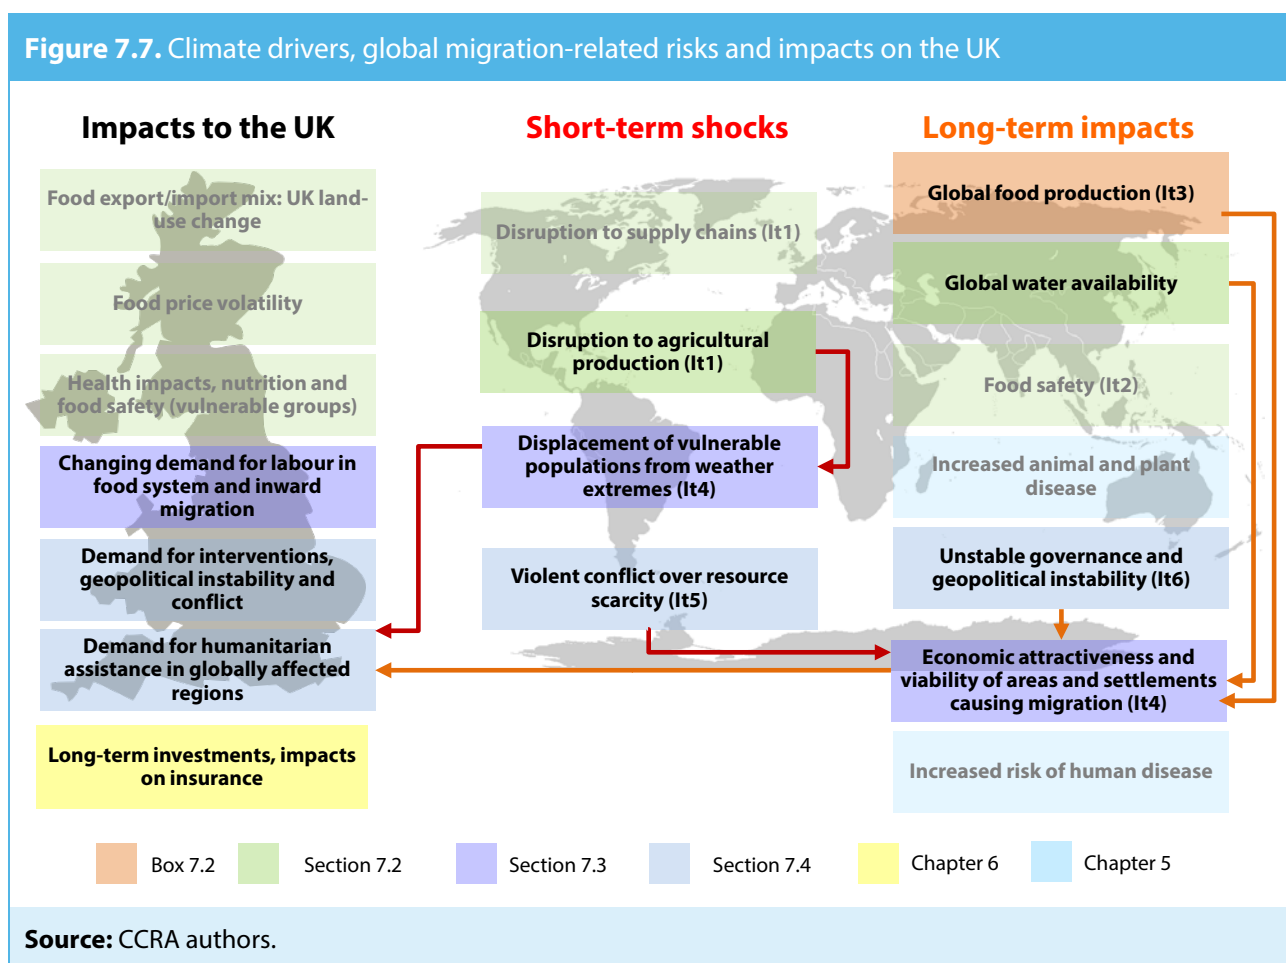 Figure 7.7. Climate drivers, global migration-related risks and impacts on the UK
Impacts to the UK
Food export/import mix: UK land-
use change
Food price volatility
Health impacts, nutrition and
food safety (vulnerable groups)
Changing demand for labour in
food system and inward
migration
Demand for interventions,
geopolitical instability and
conflict
Demand for humanitarian
assistance in globally affected
regions
Long-term investments, impacts
on insurance
Short-term shocks
Disruption to supply chains (It1)
Disruption to agricultural
production (It1)
Displacement of vulnerable
populations from weather
extremes (It4)
Violent conflict over resource
scarcity (It5)
Long-term impacts
Global food production (It3)
Global water availability
Food safety (It2)
Increased animal and plant
disease
Unstable governance and
geopolitical instability (It6)
Economic attractiveness and
viability of areas and settlements
causing migration (It4)
Increased risk of human disease
Box 7.2
Section 7.2
Section 7.3
Section 7.4
Chapter 6
Chapter 5
Source: CCRA authors.